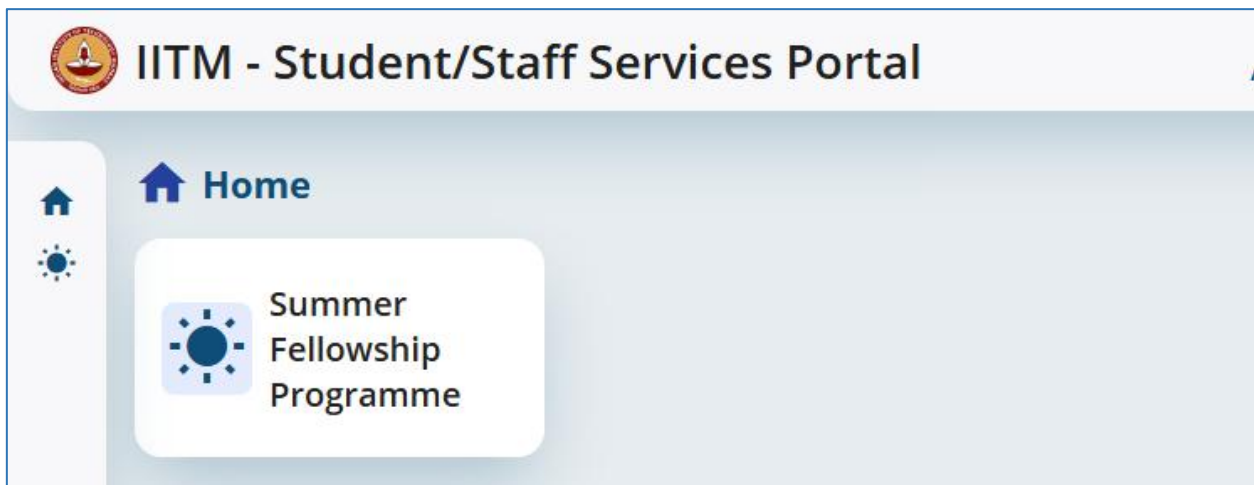 IITM - Student/Staff Services Portal
Home
Summer
Fellowship
Programme